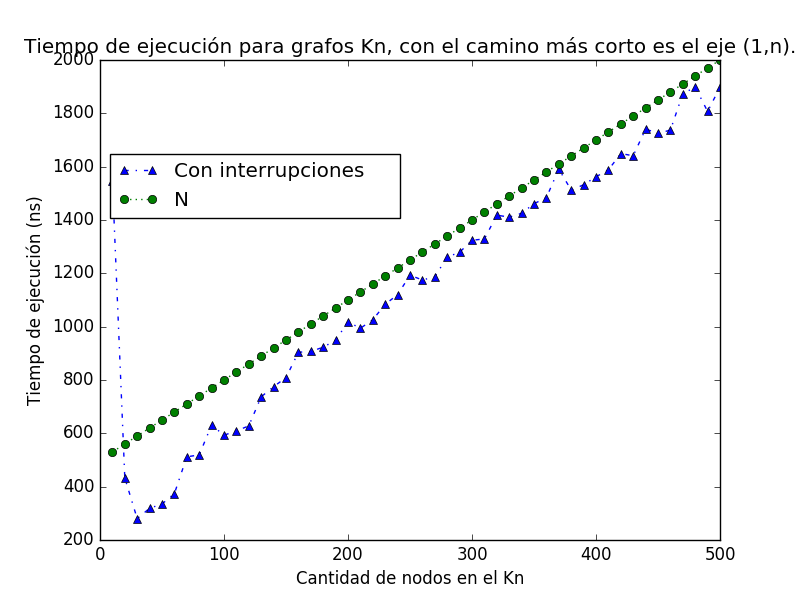 Tiempo de ejecución para grafos Kn, con el camino más corto es el eje (1,n).
2000
1800
1600
1400
1200
1000
800
600
400
200
Tiempo de ejecución (ns)
Con interrupciones
N
0 100 200 300 400 500
Cantidad de nodos en el Kn